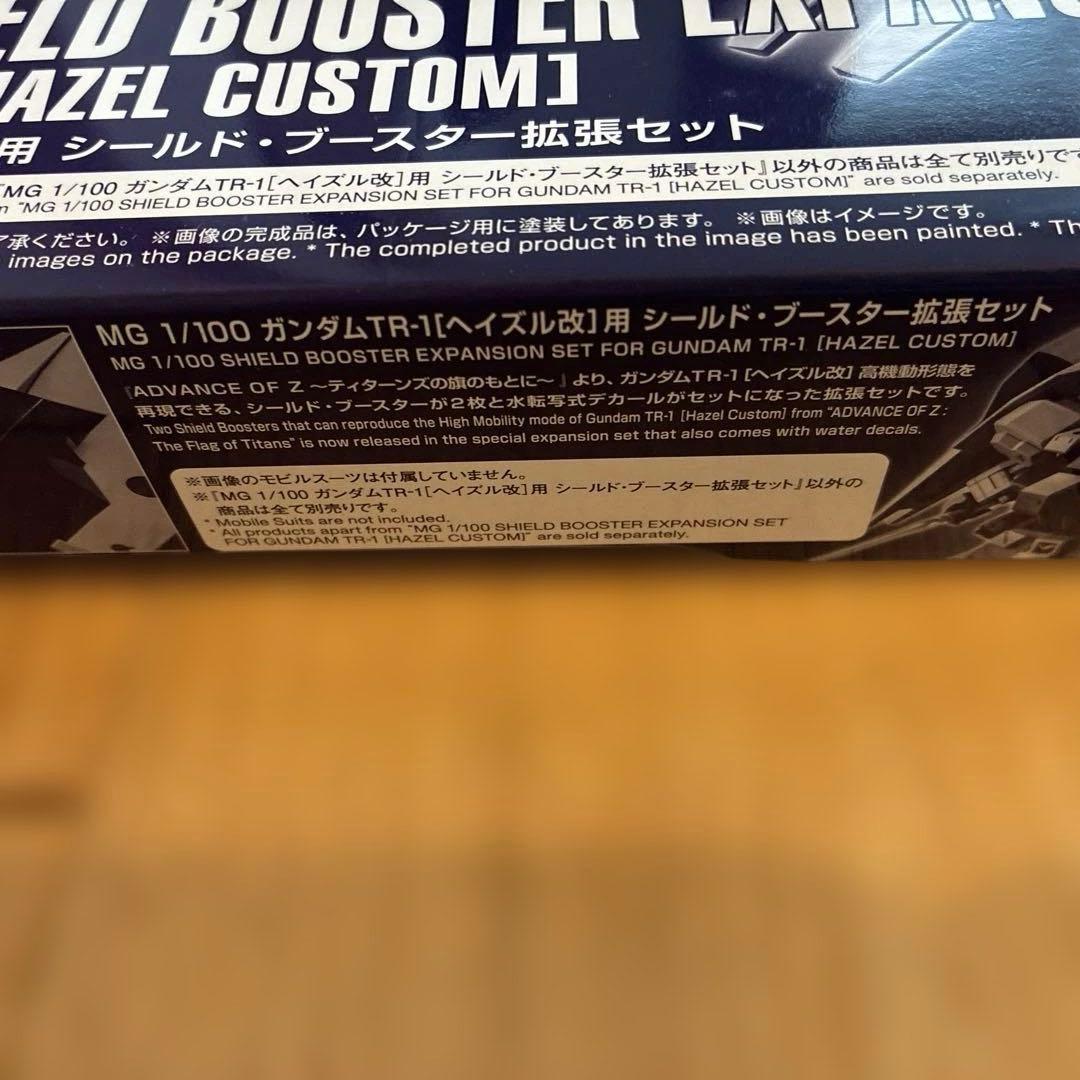 ELD BOOSTER EXPANS
HAZEL CUSTOM]
用 シールド・ブースター拡張セット
『MG 1/100 ガンダムTR-1[ヘイズル改]用 シールド・ブースター拡張セット』以外の商品は全て別売りです
"MG 1/100 SHIELD BOOSTER EXPANSION SET FOR GUNDAM TR-1 [HAZEL CUSTOM]" are sold separately.
了承ください。 ※画像の完成品は、パッケージ用に塗装してあります。 ※画像はイメージです。
images on the package. * The completed product in the image has been painted. * Th
MG 1/100 ガンダムTR-1[ヘイズル改]用 シールド・ブースター拡張セット
MG 1/100 SHIELD BOOSTER EXPANSION SET FOR GUNDAM TR-1 [HAZEL CUSTOM]
『ADVANCE OF Z ～ティターンズの旗のもとに～』より、ガンダムTR-1[ヘイズル改]高機動形態を
再現できる、シールド・ブースターが2枚と水転写式デカールがセットになった拡張セットです。
Two Shield Boosters that can reproduce the High Mobility mode of Gundam TR-1 [Hazel Custom] from "ADVANCE OF Z:
The Flag of Titans" is now released in the special expansion set that also comes with water decals.
※画像のモビルスーツは付属していません。
※『MG 1/100 ガンダムTR-1[ヘイズル改]用 シールド・ブースター拡張セット』以外の
商品は全て別売りです。
* Mobile Suits are not included.
* All products apart from "MG 1/100 SHIELD BOOSTER EXPANSION SET
FOR GUNDAM TR-1 [HAZEL CUSTOM]" are sold separately.